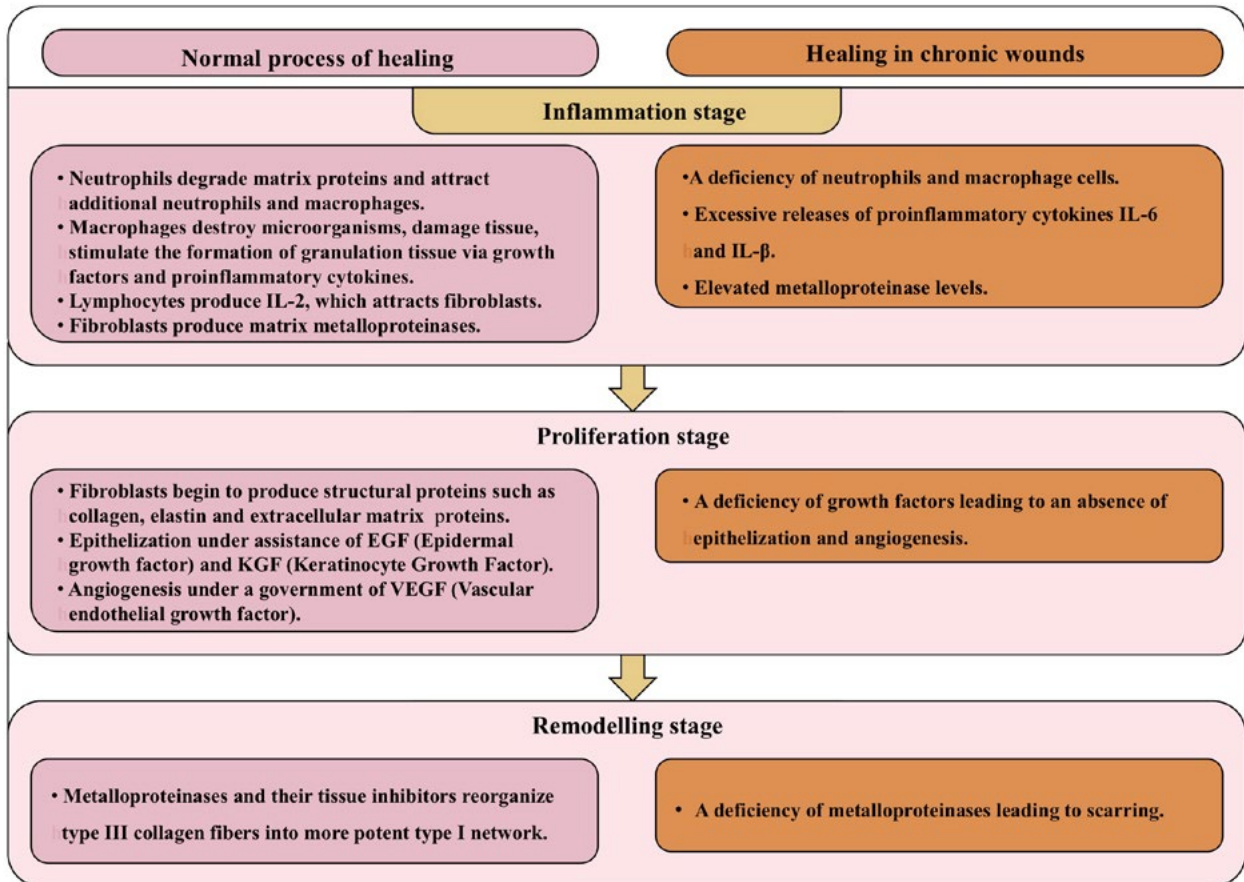 Normal process of healing
Healing in chronic wounds
Inflammation stage
• Neutrophils degrade matrix proteins and attract
additional neutrophils and macrophages.
• Macrophages destroy microorganisms, damage tissue,
stimulate the formation of granulation tissue via growth
factors and proinflammatory cytokines.
• Lymphocytes produce IL-2, which attracts fibroblasts.
• Fibroblasts produce matrix metalloproteinases.
•A deficiency of neutrophils and macrophage cells.
• Excessive releases of proinflammatory cytokines IL-6
and IL-β.
• Elevated metalloproteinase levels.
Proliferation stage
• Fibroblasts begin to produce structural proteins such as
collagen, elastin and extracellular matrix proteins.
• Epithelization under assistance of EGF (Epidermal
growth factor) and KGF (Keratinocyte Growth Factor).
• Angiogenesis under a government of VEGF (Vascular
endothelial growth factor).
• A deficiency of growth factors leading to an absence of
epithelization and angiogenesis.
Remodelling stage
• Metalloproteinases and their tissue inhibitors reorganize
type III collagen fibers into more potent type I network.
• A deficiency of metalloproteinases leading to scarring.